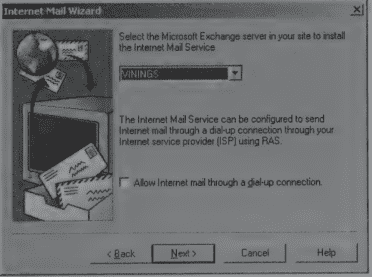 Internet Mail Wizard
Select the Microsoft Exchange server in your site to install
the Internet Mail Service
VININGS
The Internet Mail Service can be configured to send
Internet mail through a dial-up connection through your
Internet service provider (ISP) using RAS.
Allow Internet mail through a dial-up connection.
< Back Next > Cancel Help